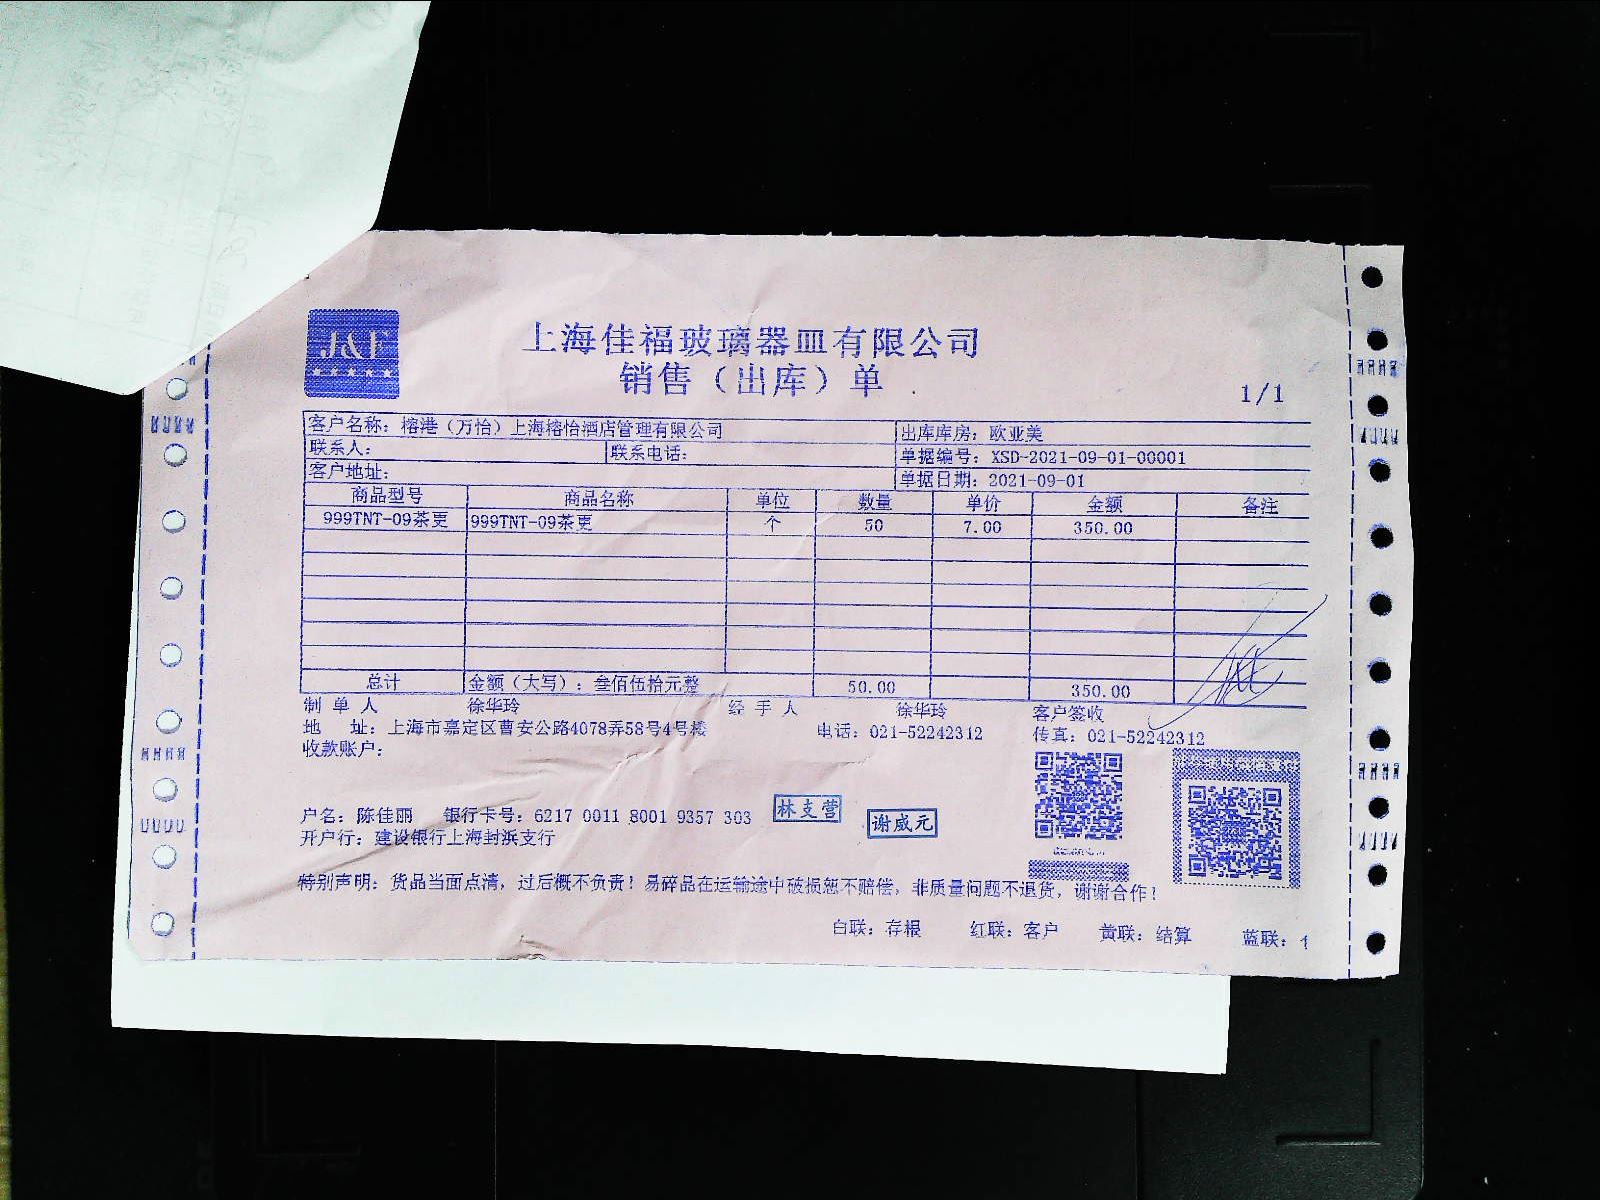 J&F
上海佳福玻璃器皿有限公司
销售（出库）单
1/1
客户名称：榕港（万怡）上海榕怡酒店管理有限公司 出库库房：欧亚美
联系人： 联系电话： 单据编号：XSD-2021-09-01-00001
客户地址： 单据日期：2021-09-01
商品型号 商品名称 单位 数量 单价 金额 备注
999TNT-09茶更 999TNT-09茶更 个 50 7.00 350.00
总计 金额（大写）：叁佰伍拾元整 50.00 350.00
制 单 人 徐华玲 经 手 人 徐华玲 客户签收
地 址：上海市嘉定区曹安公路4078弄58号4号楼 电话：021-52242312 传真：021-52242312
收款账户：
户名：陈佳丽 银行卡号：6217 0011 8001 9357 303 林支营 谢威元
开户行：建设银行上海封浜支行
特别声明：货品当面点清，过后概不负责！易碎品在运输途中破损恕不赔偿，非质量问题不退货，谢谢合作！
白联：存根 红联：客户 黄联：结算 蓝联：